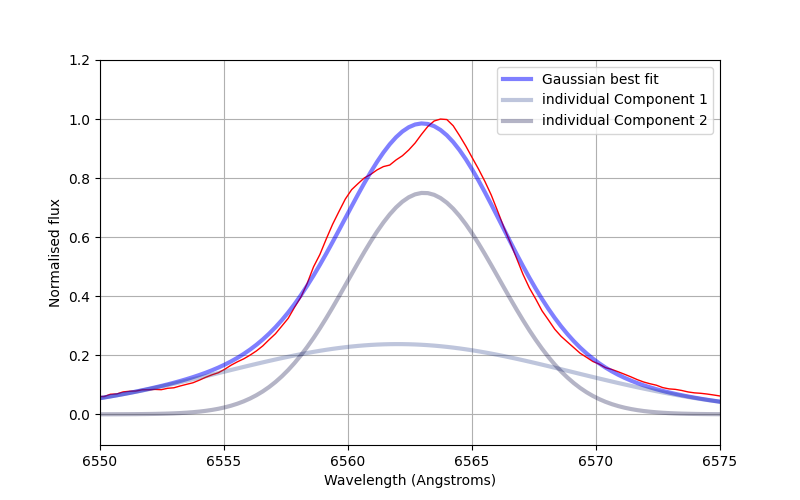 1.2
1.0
0.8
0.6
0.4
0.2
0.0
Normalised flux
Gaussian best fit
individual Component 1
individual Component 2
6550 6555 6560 6565 6570 6575
Wavelength (Angstroms)